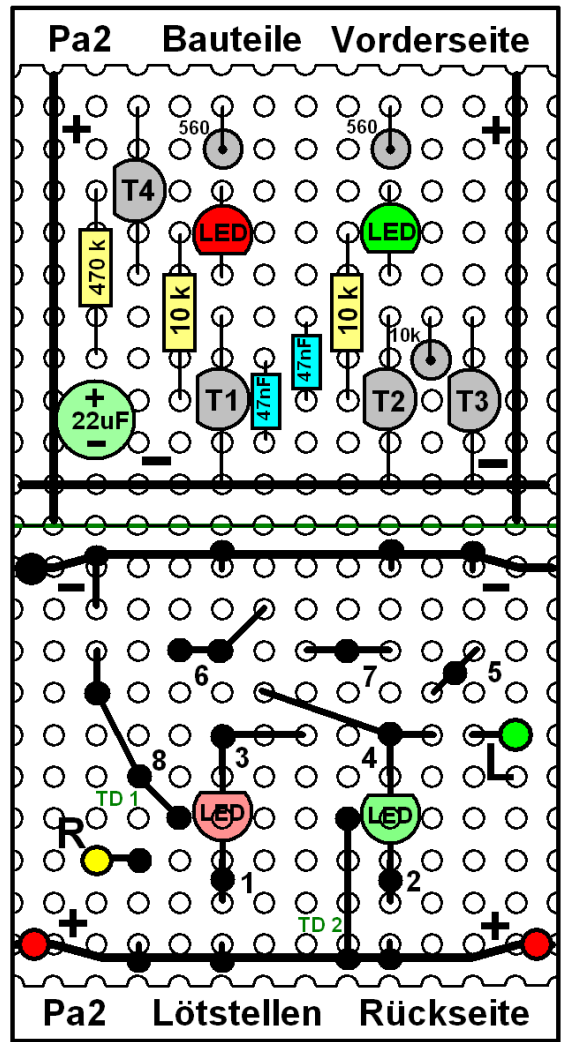 Pa2 Bauteile Vorderseite
+ 560 560 +
T4
LED LED
470 k 10 k 10 k
10k 47nF
+ T1 47nF T2 T3
22uF
−
− −
− −
6 7 5
3 4 L
8
TD 1
LED LED
R
1 2
+ TD 2 +
Pa2 Lötstellen Rückseite